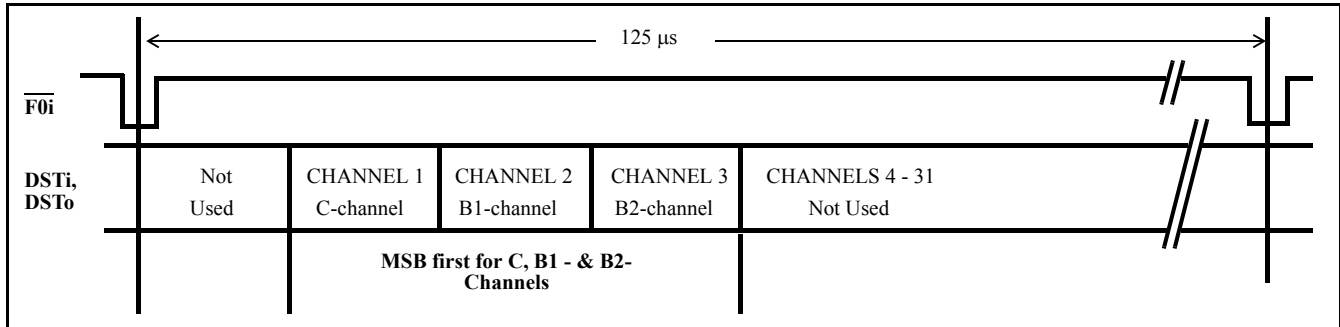 125 µs
F0i
DSTi,
DSTo
Not
Used
CHANNEL 1
C-channel
CHANNEL 2
B1-channel
CHANNEL 3
B2-channel
CHANNELS 4 - 31
Not Used
MSB first for C, B1 - & B2-
Channels